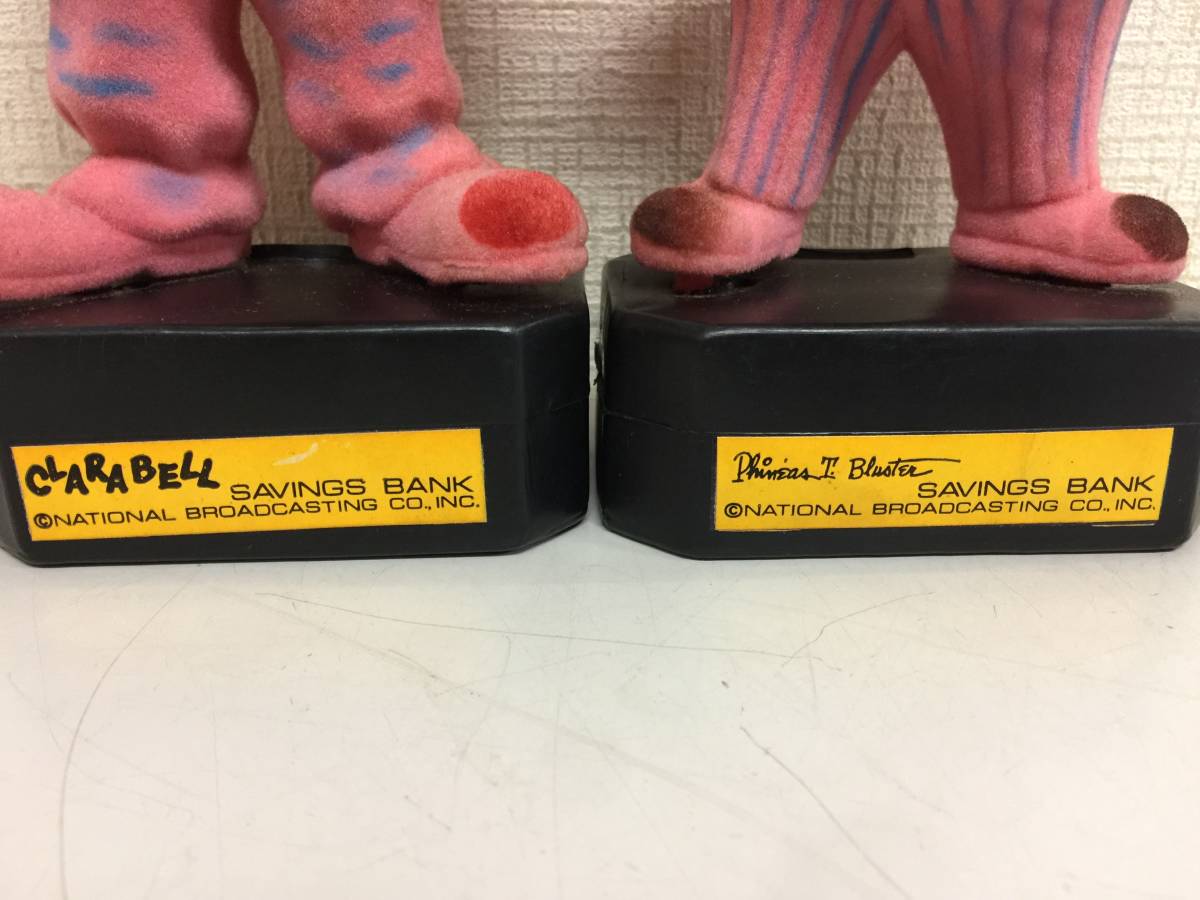 CLARABELL
SAVINGS BANK
©NATIONAL BROADCASTING CO., INC.
Phineas T. Bluster
SAVINGS BANK
©NATIONAL BROADCASTING CO., INC.